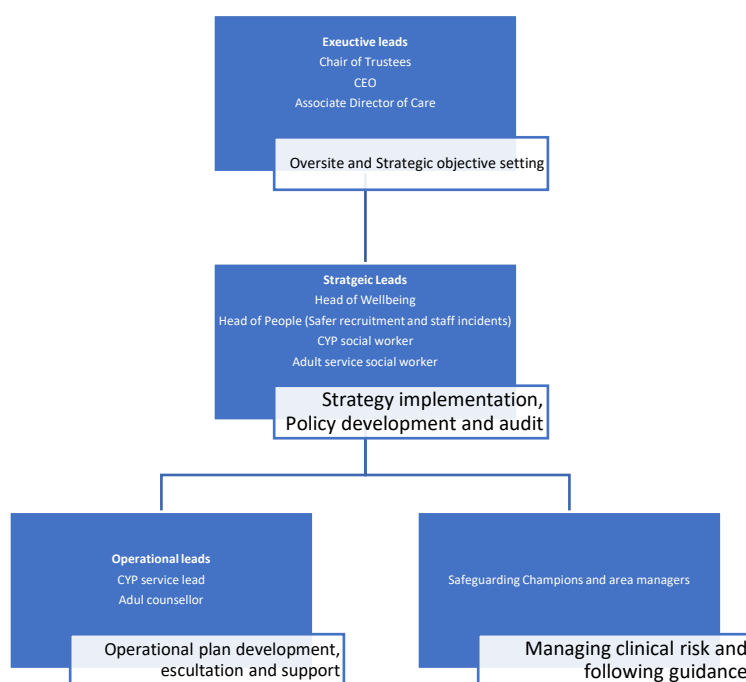 Exeuctive leads
Chair of Trustees
CEO
Associate Director of Care
Oversite and Strategic objective setting
Stratgeic Leads
Head of Wellbeing
Head of People (Safer recruitment and staff incidents)
CYP social worker
Adult service social worker
Strategy implementation,
Policy development and audit
Operational leads
CYP service lead
Adul counsellor
Operational plan development,
escultation and support
Safeguarding Champions and area managers
Managing clinical risk and
following guidance